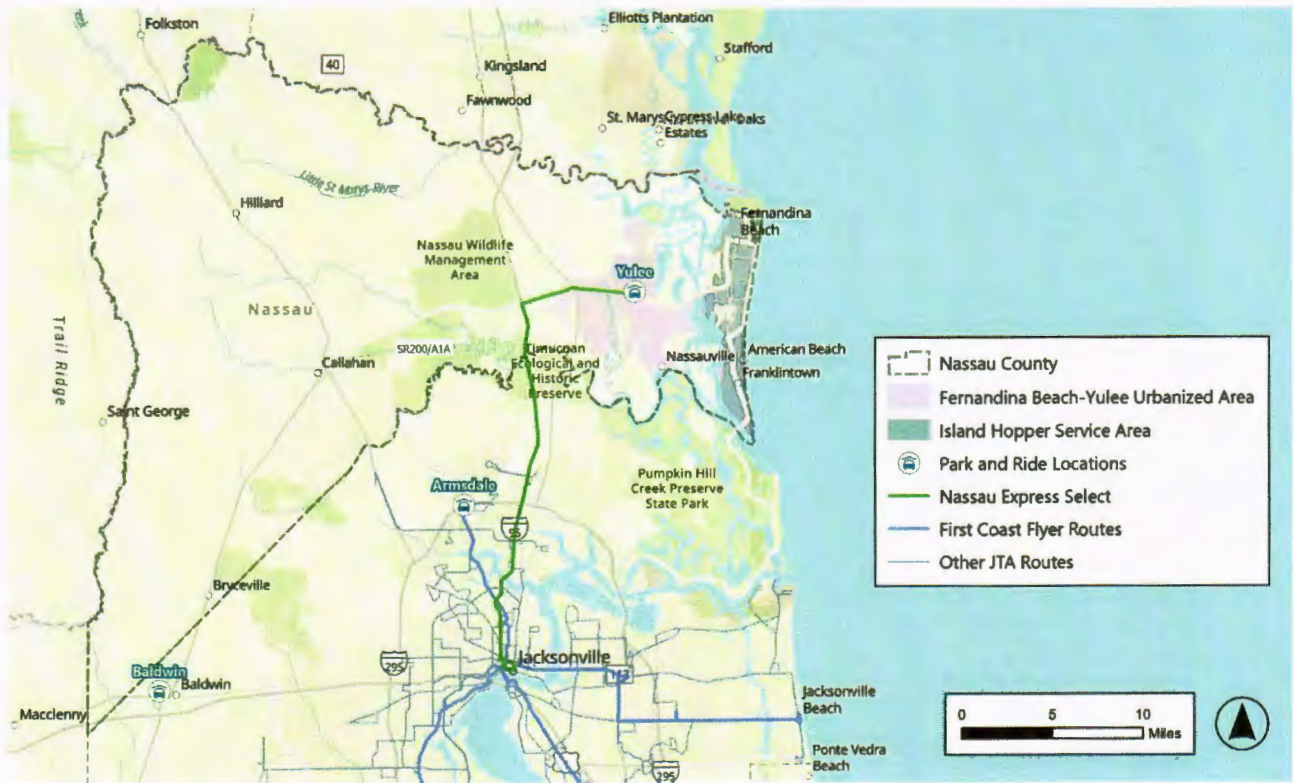 Folkston
Elliotts Plantation
Stafford
40
Kingsland
Fawnwood
St. Marys
Cypress Lake
Estates
Little St Marys River
Hilliard
Fernandina
Beach
Nassau Wildlife
Management
Area
Yulee
Nassau
Trail Ridge
SR200/A1A
Timucuan
Ecological and
Historic
Preserve
Nassauville
American Beach
Franklintown
Callahan
Saint George
Armsdale
Pumpkin Hill
Creek Preserve
State Park
95
Bryceville
295
Jacksonville
Baldwin
Baldwin
Macclenny
Jacksonville
Beach
Ponte Vedra
Beach
295
Nassau County
Fernandina Beach-Yulee Urbanized Area
Island Hopper Service Area
Park and Ride Locations
Nassau Express Select
First Coast Flyer Routes
Other JTA Routes
0 5 10
Miles